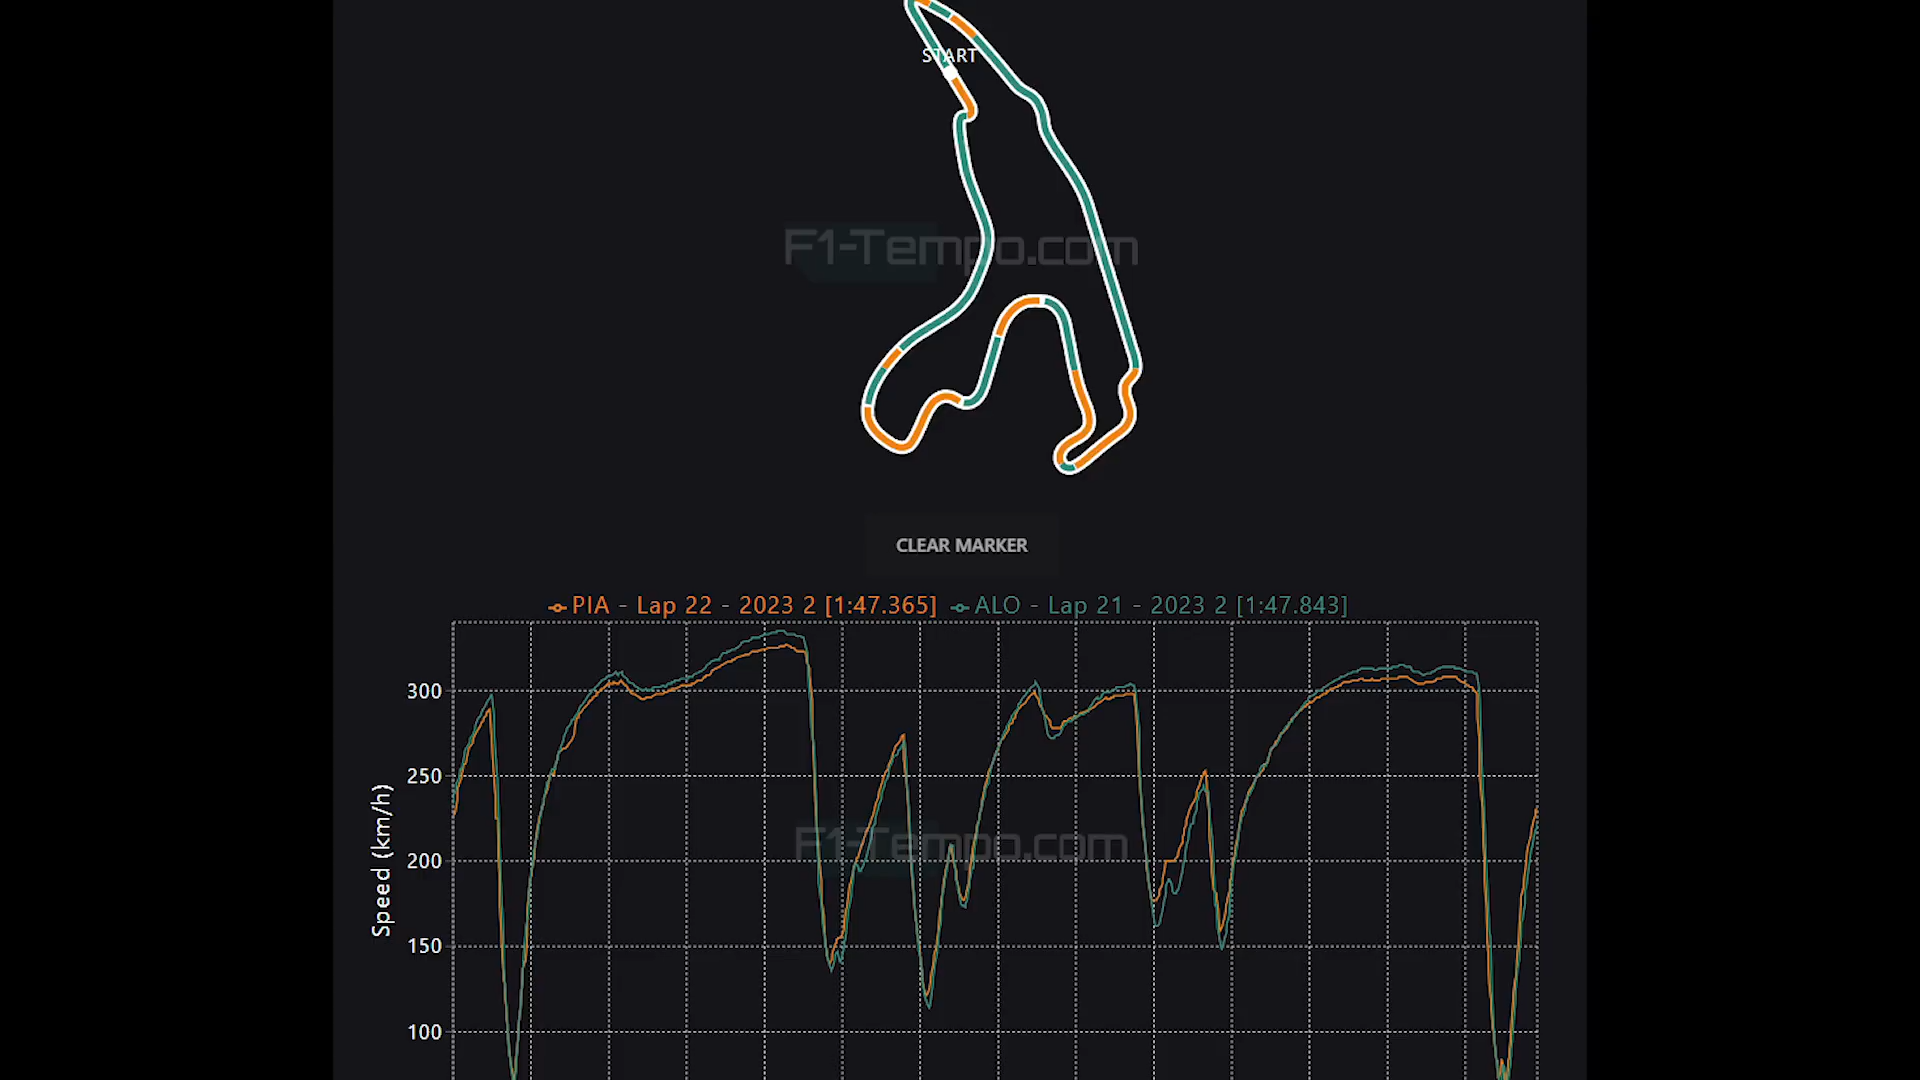 START
F1-Tempo.com
CLEAR MARKER
PIA - Lap 22 - 2023 2 [1:47.365] ALO - Lap 21 - 2023 2 [1:47.843]
300
250
F1-Tempo.com
200
150
100
Speed (km/h)